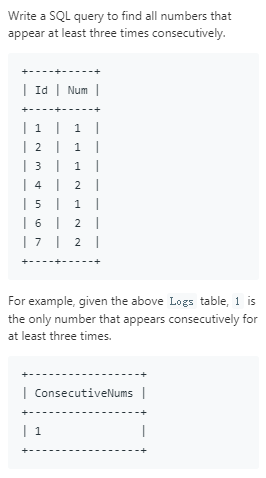 Write a SQL query to find all numbers that
appear at least three times consecutively.
+----+-----+
| Id | Num |
+----+-----+
| 1 | 1 |
| 2 | 1 |
| 3 | 1 |
| 4 | 2 |
| 5 | 1 |
| 6 | 2 |
| 7 | 2 |
+----+-----+
For example, given the above Logs table, 1 is
the only number that appears consecutively for
at least three times.
+-----------------+
| ConsecutiveNums |
+-----------------+
| 1 |
+-----------------+